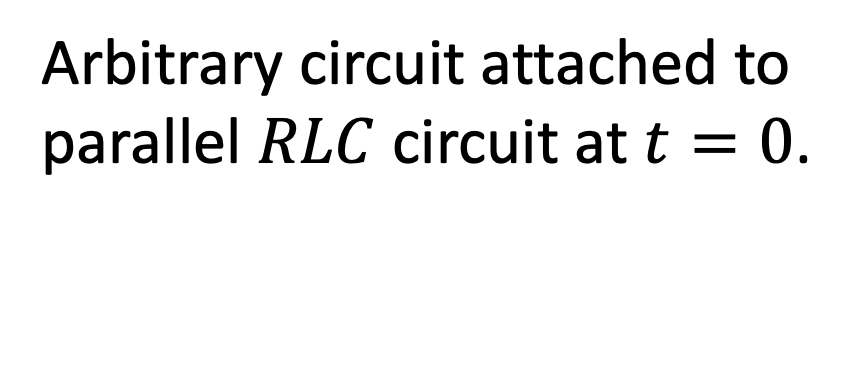 Arbitrary circuit attached to
parallel RLC circuit at t = 0.